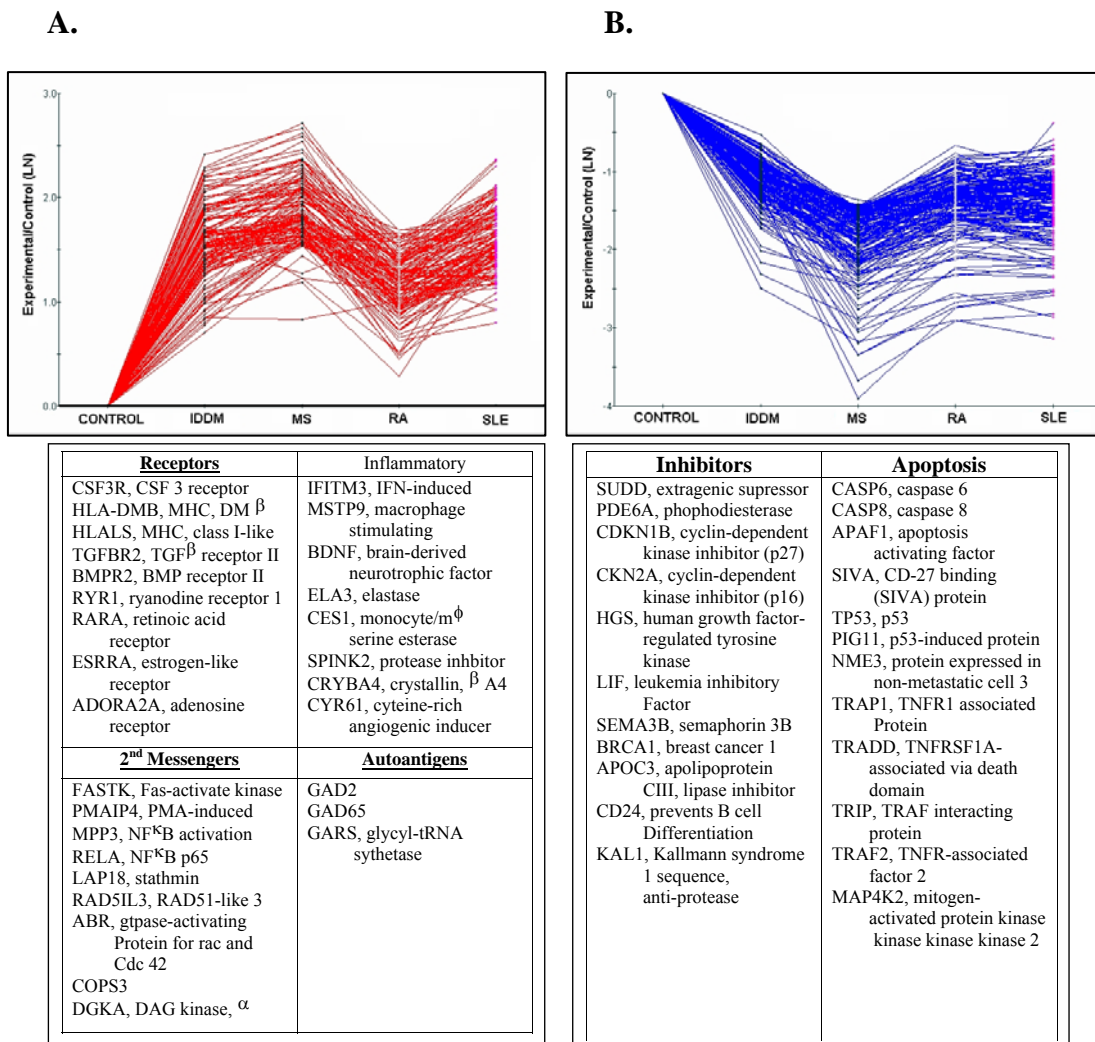 A.
B.
3.0
2.0
1.0
0.0
Experimental/Control (LN)
CONTROL IDDM MS RA SLE
0
-1
-2
-3
-4
Experimental/Control (LN)
CONTROL IDDM MS RA SLE
Receptors
CSF3R, CSF 3 receptor
HLA-DMB, MHC, DM β
HLALS, MHC, class I-like
TGFBR2, TGFβ receptor II
BMPR2, BMP receptor II
RYR1, ryanodine receptor 1
RARA, retinoic acid
receptor
ESRRA, estrogen-like
receptor
ADORA2A, adenosine
receptor
Inflammatory
IFITM3, IFN-induced
MSTP9, macrophage
stimulating
BDNF, brain-derived
neurotrophic factor
ELA3, elastase
CES1, monocyte/mϕ
serine esterase
SPINK2, protease inhbitor
CRYBA4, crystallin, β A4
CYR61, cyteine-rich
angiogenic inducer
2nd Messengers
FASTK, Fas-activate kinase
PMAIP4, PMA-induced
MPP3, NFκB activation
RELA, NFκB p65
LAP18, stathmin
RAD5IL3, RAD51-like 3
ABR, gtpase-activating
Protein for rac and
Cdc 42
COPS3
DGKA, DAG kinase, α
Autoantigens
GAD2
GAD65
GARS, glycyl-tRNA
sythetase
Inhibitors
SUDD, extragenic supressor
PDE6A, phophodiesterase
CDKN1B, cyclin-dependent
kinase inhibitor (p27)
CKN2A, cyclin-dependent
kinase inhibitor (p16)
HGS, human growth factor-
regulated tyrosine
kinase
LIF, leukemia inhibitory
Factor
SEMA3B, semaphorin 3B
BRCA1, breast cancer 1
APOC3, apolipoprotein
CIII, lipase inhibitor
CD24, prevents B cell
Differentiation
KAL1, Kallmann syndrome
1 sequence,
anti-protease
Apoptosis
CASP6, caspase 6
CASP8, caspase 8
APAF1, apoptosis
activating factor
SIVA, CD-27 binding
(SIVA) protein
TP53, p53
PIG11, p53-induced protein
NME3, protein expressed in
non-metastatic cell 3
TRAP1, TNFR1 associated
Protein
TRADD, TNFRSF1A-
associated via death
domain
TRIP, TRAF interacting
protein
TRAF2, TNFR-associated
factor 2
MAP4K2, mitogen-
activated protein kinase
kinase kinase kinase 2